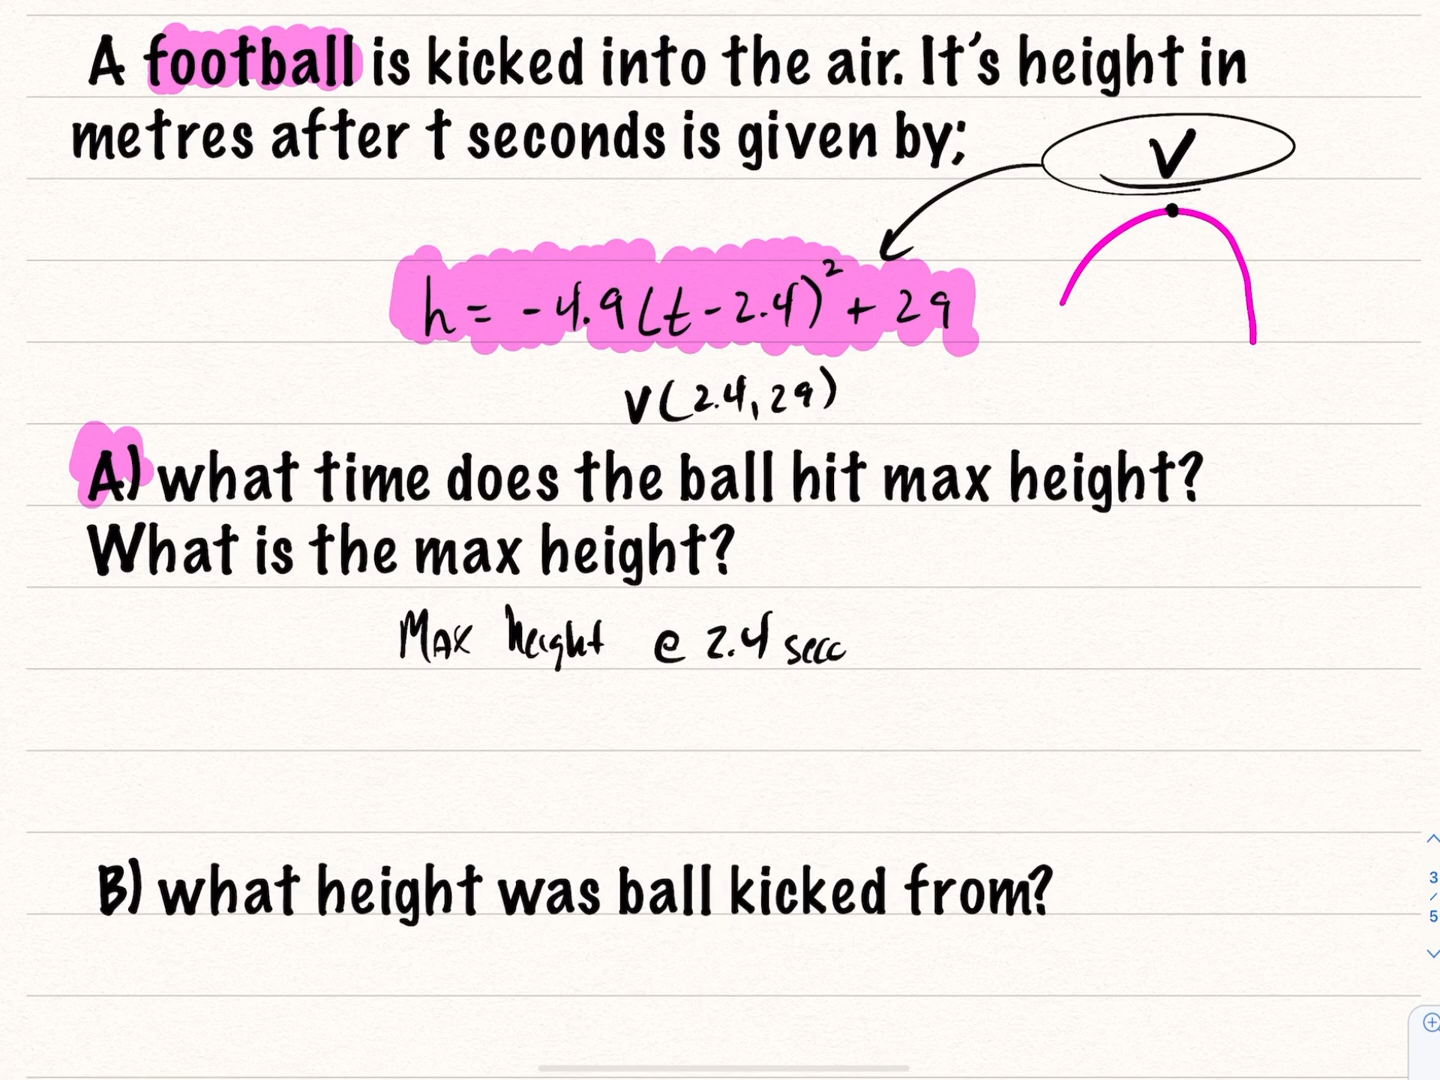 A football is kicked into the air. It's height in
metres after t seconds is given by;
V
h = -4.9(t-2.4)² + 29
V(2.4, 29)
A) what time does the ball hit max height?
What is the max height?
Max height @ 2.4 secc
B) what height was ball kicked from?
3
/
5